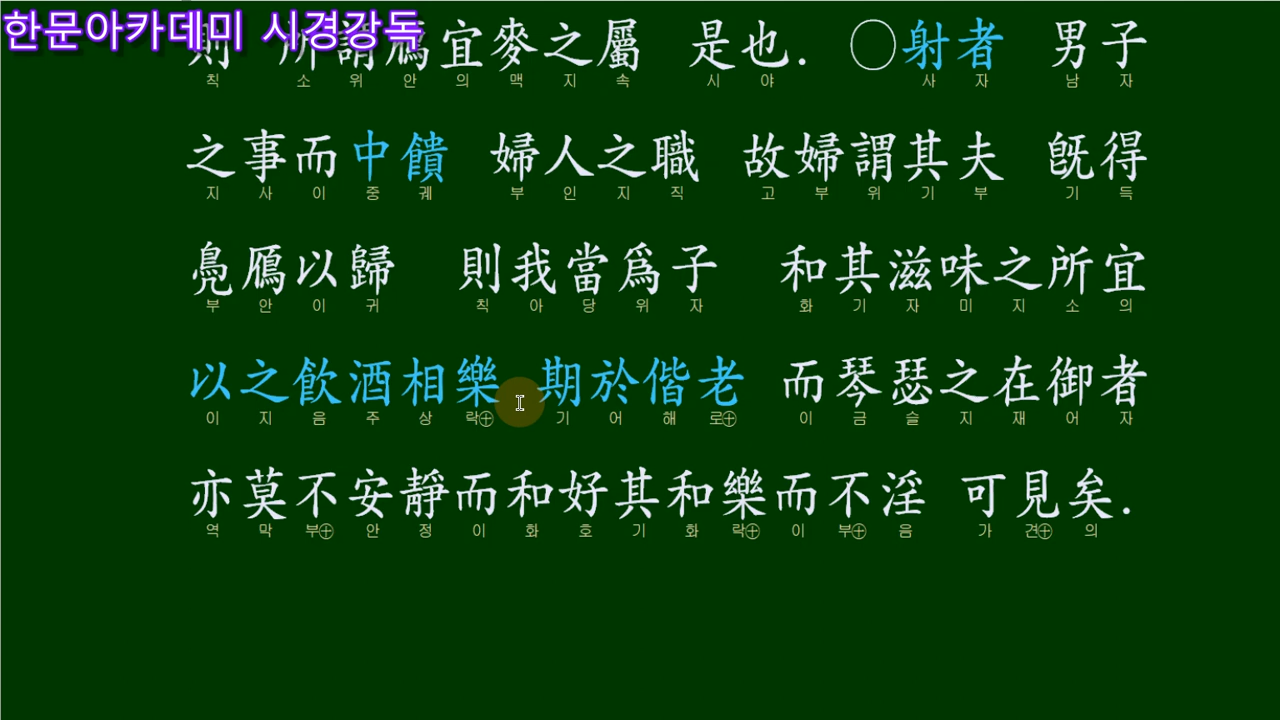 한문아카데미 시경강독
則 所謂鴈宜麥之屬 是也. ○射者 男子
칙 소 위 안 의 맥 지 속 시 야 사 자 남 자
之事而中饋 婦人之職 故婦謂其夫 旣得
지 사 이 중 궤 부 인 지 직 고 부 위 기 부 기 득
鳧鴈以歸 則我當爲子 和其滋味之所宜
부 안 이 귀 칙 아 당 위 자 화 기 자 미 지 소 의
以之飮酒相樂 期於偕老 而琴瑟之在御者
이 지 음 주 상 락㊉ 기 어 해 로㊉ 이 금 슬 지 재 어 자
亦莫不安靜而和好其和樂而不淫 可見矣.
역 막 부㊉ 안 정 이 화 호 기 화 락㊉ 이 부㊉ 음 가 견㊉ 의